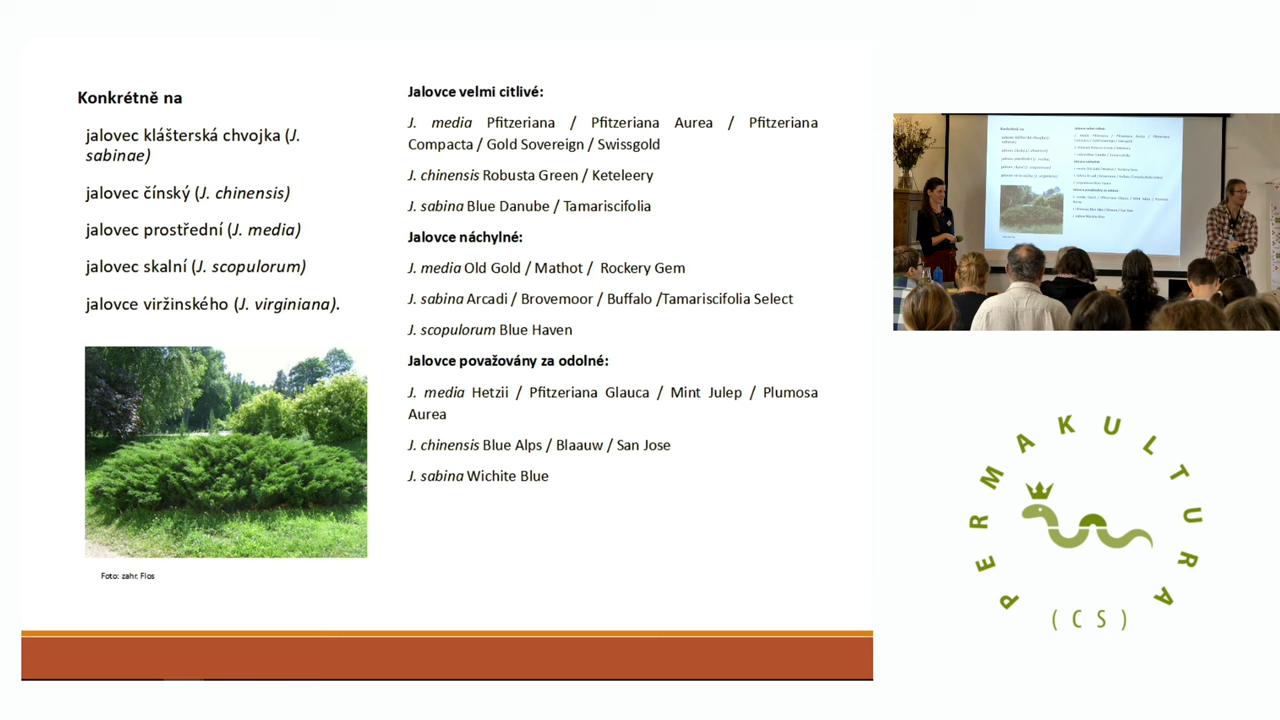 Konkrétně na
jalovec klášterská chvojka (J.
sabinae)
jalovec čínský (J. chinensis)
jalovec prostřední (J. media)
jalovec skalní (J. scopulorum)
jalovce viržinského (J. virginiana).
Foto: zahr. Flos
Jalovce velmi citlivé:
J. media Pfitzeriana / Pfitzeriana Aurea / Pfitzeriana
Compacta / Gold Sovereign / Swissgold
J. chinensis Robusta Green / Keteleery
J. sabina Blue Danube / Tamariscifolia
Jalovce náchylné:
J. media Old Gold / Mathot /  Rockery Gem
J. sabina Arcadi / Brovemoor / Buffalo /Tamariscifolia Select
J. scopulorum Blue Haven
Jalovce považovány za odolné:
J. media Hetzii / Pfitzeriana Glauca / Mint Julep / Plumosa
Aurea
J. chinensis Blue Alps / Blaauw / San Jose
J. sabina Wichite Blue
PERMAKULTURA
(CS)